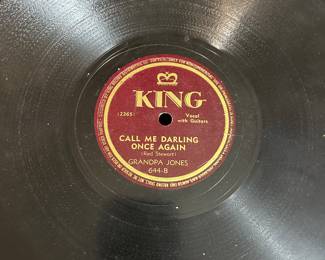 KING
(2265)
Vocal
with Guitars
CALL ME DARLING
ONCE AGAIN
(Red Stewart)
GRANDPA JONES
644-B